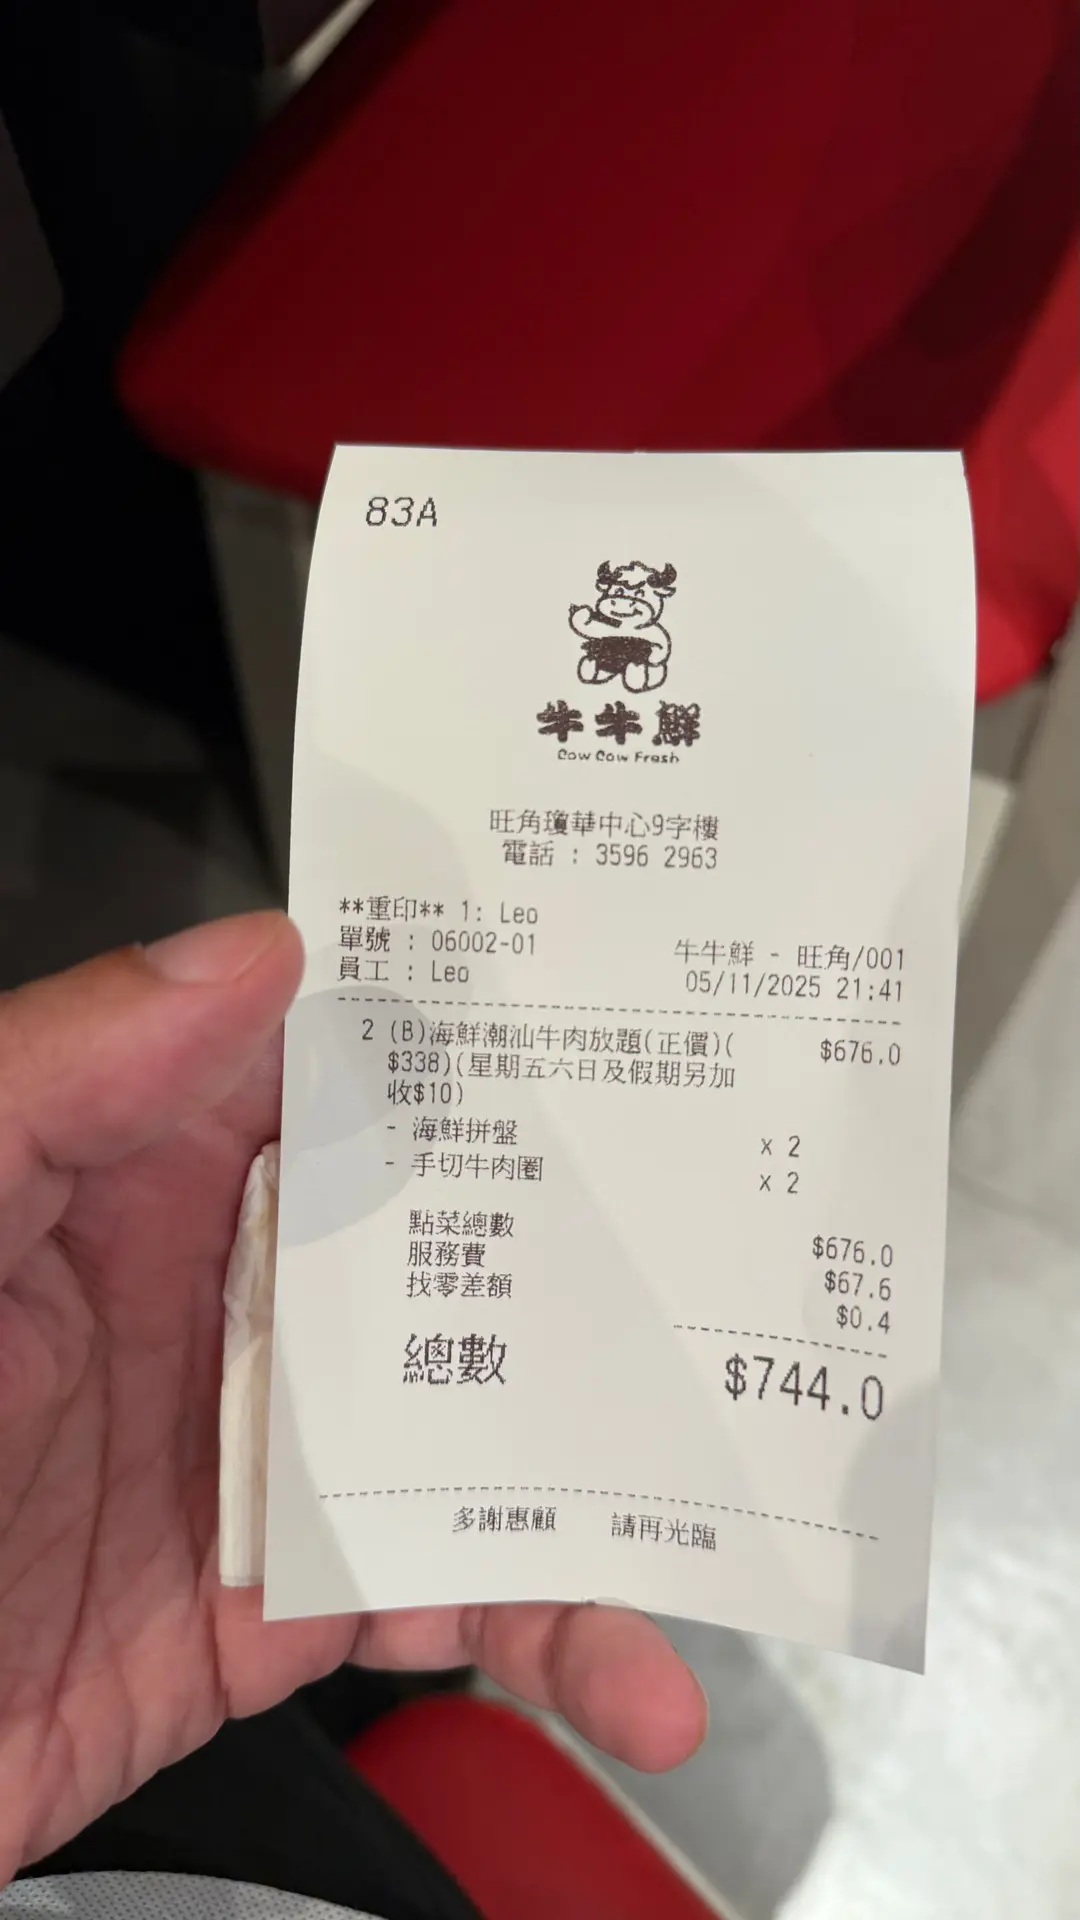 83A
牛牛鮮
Cow Cow Fresh
旺角瓊華中心9字樓
電話 : 3596 2963
**重印** 1: Leo
單號 : 06002-01
牛牛鮮 - 旺角/001
員工 : Leo
05/11/2025 21:41
2 (B)海鮮潮汕牛肉放題(正價)( $676.0
$338)(星期五六日及假期另加
收$10)
- 海鮮拼盤 x 2
- 手切牛肉圈 x 2
點菜總數 $676.0
服務費 $67.6
找零差額 $0.4
總數 $744.0
多謝惠顧 請再光臨